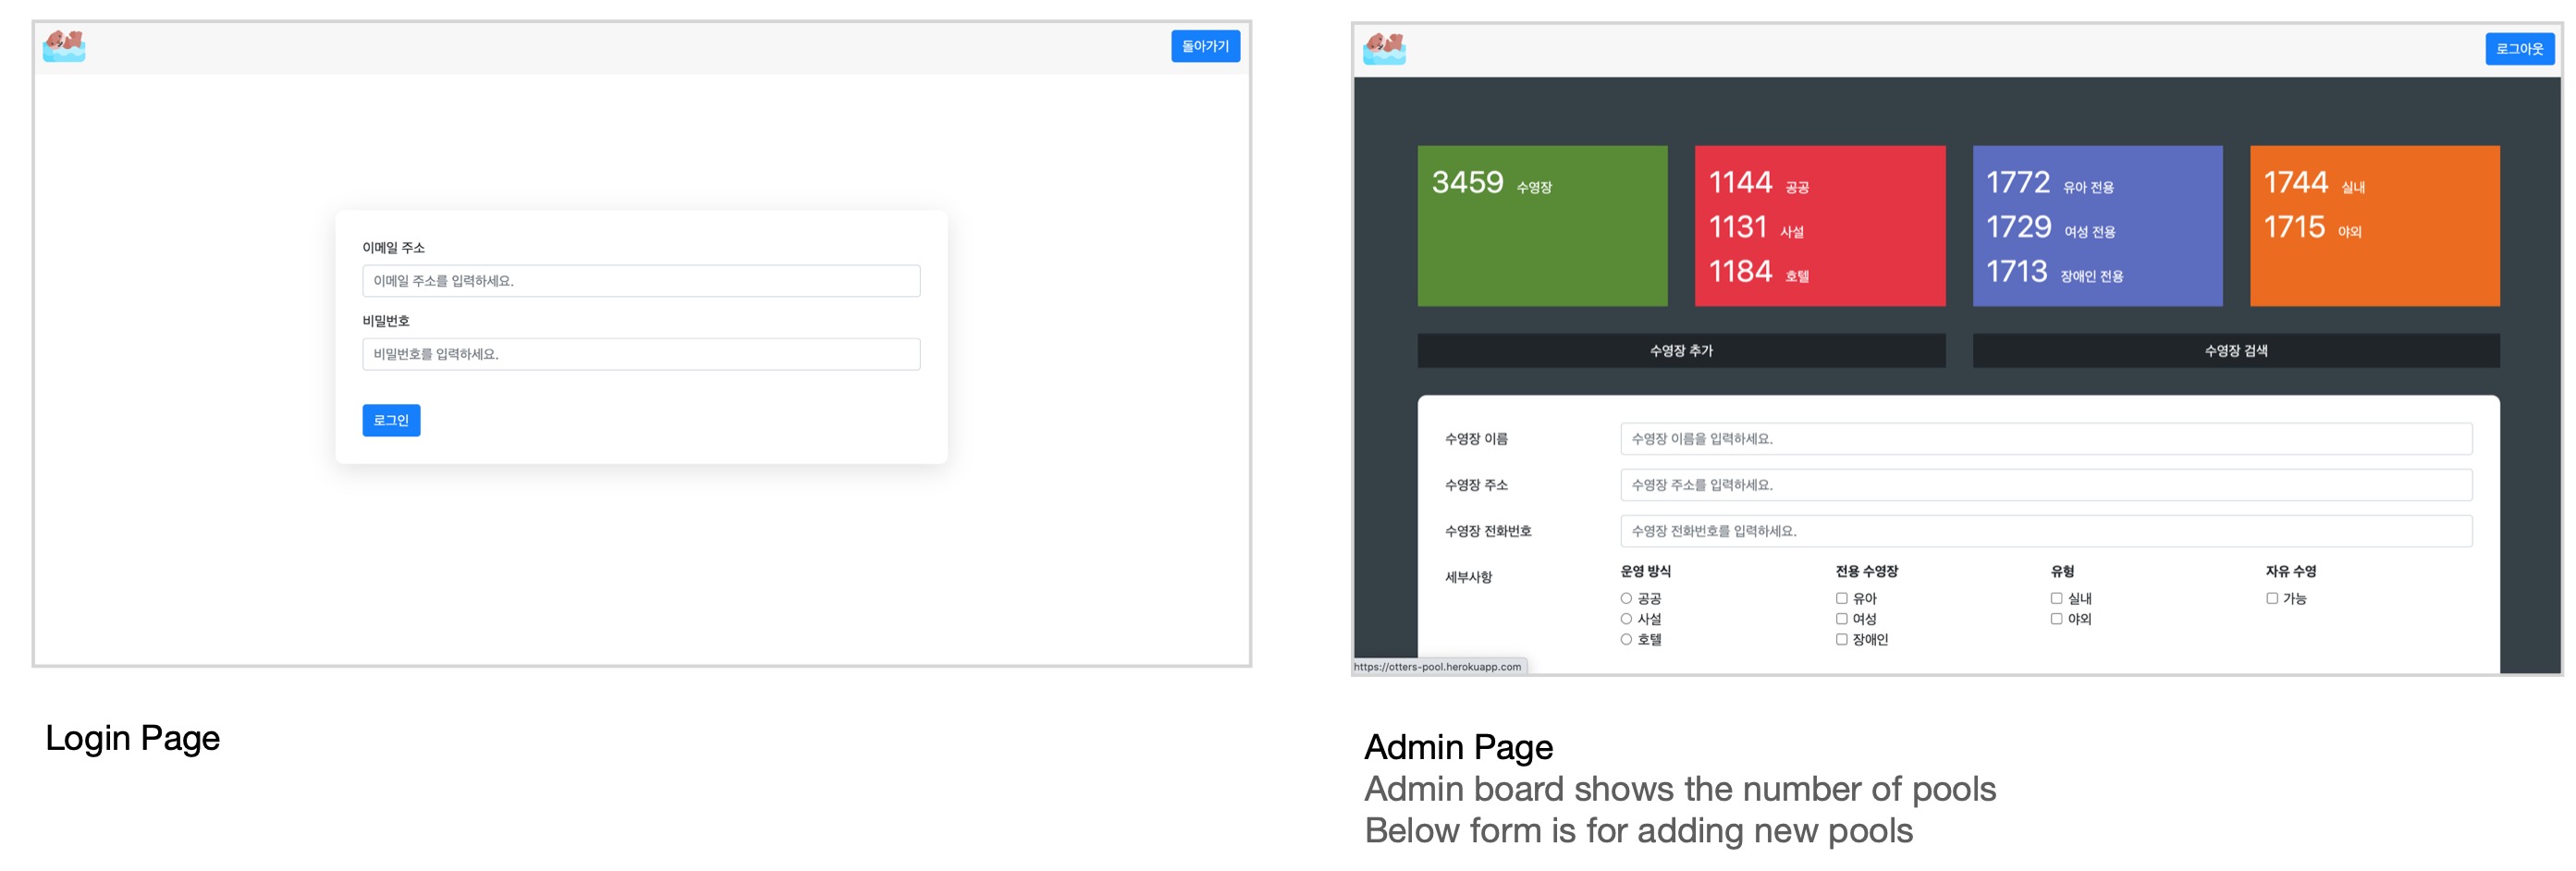 돌아가기
이메일 주소
이메일 주소를 입력하세요.
비밀번호
비밀번호를 입력하세요.
로그인
Login Page
로그아웃
3459 수영장
1144 공공
1131 사설
1184 호텔
1772 유아 전용
1729 여성 전용
1713 장애인 전용
1744 실내
1715 야외
수영장 추가
수영장 검색
수영장 이름
수영장 이름을 입력하세요.
수영장 주소
수영장 주소를 입력하세요.
수영장 전화번호
수영장 전화번호를 입력하세요.
세부사항
운영 방식
공공
사설
호텔
전용 수영장
유아
여성
장애인
유형
실내
야외
자유 수영
가능
https://otters-pool.herokuapp.com
Admin Page
Admin board shows the number of pools
Below form is for adding new pools